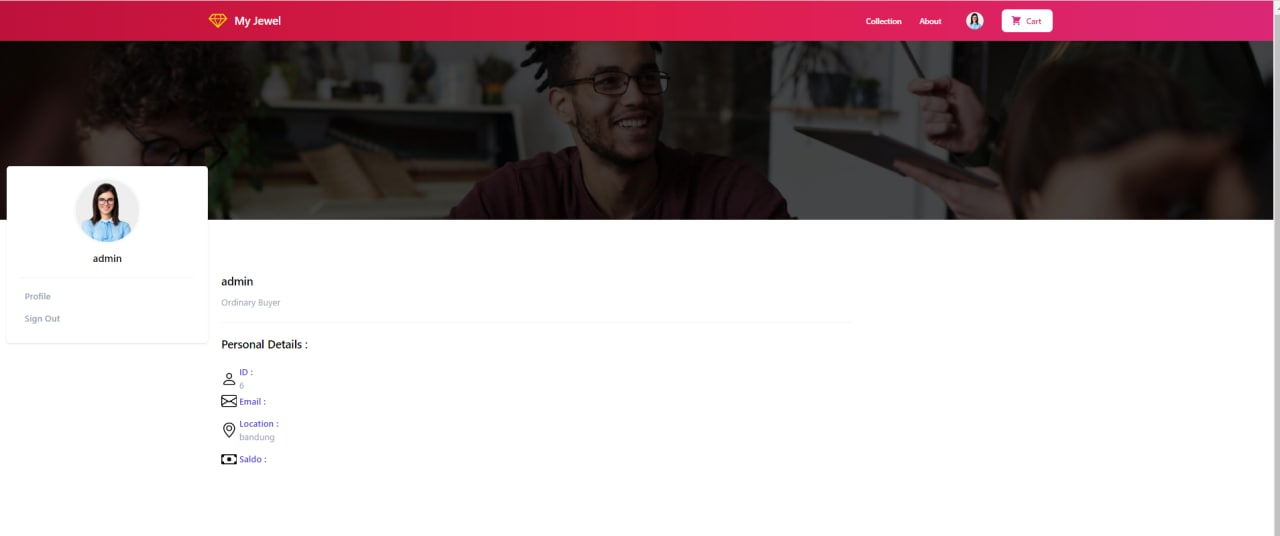 My Jewel
Collection
About
Cart
admin
Profile
Sign Out
admin
Ordinary Buyer
Personal Details :
ID :
6
Email :
Location :
bandung
Saldo :